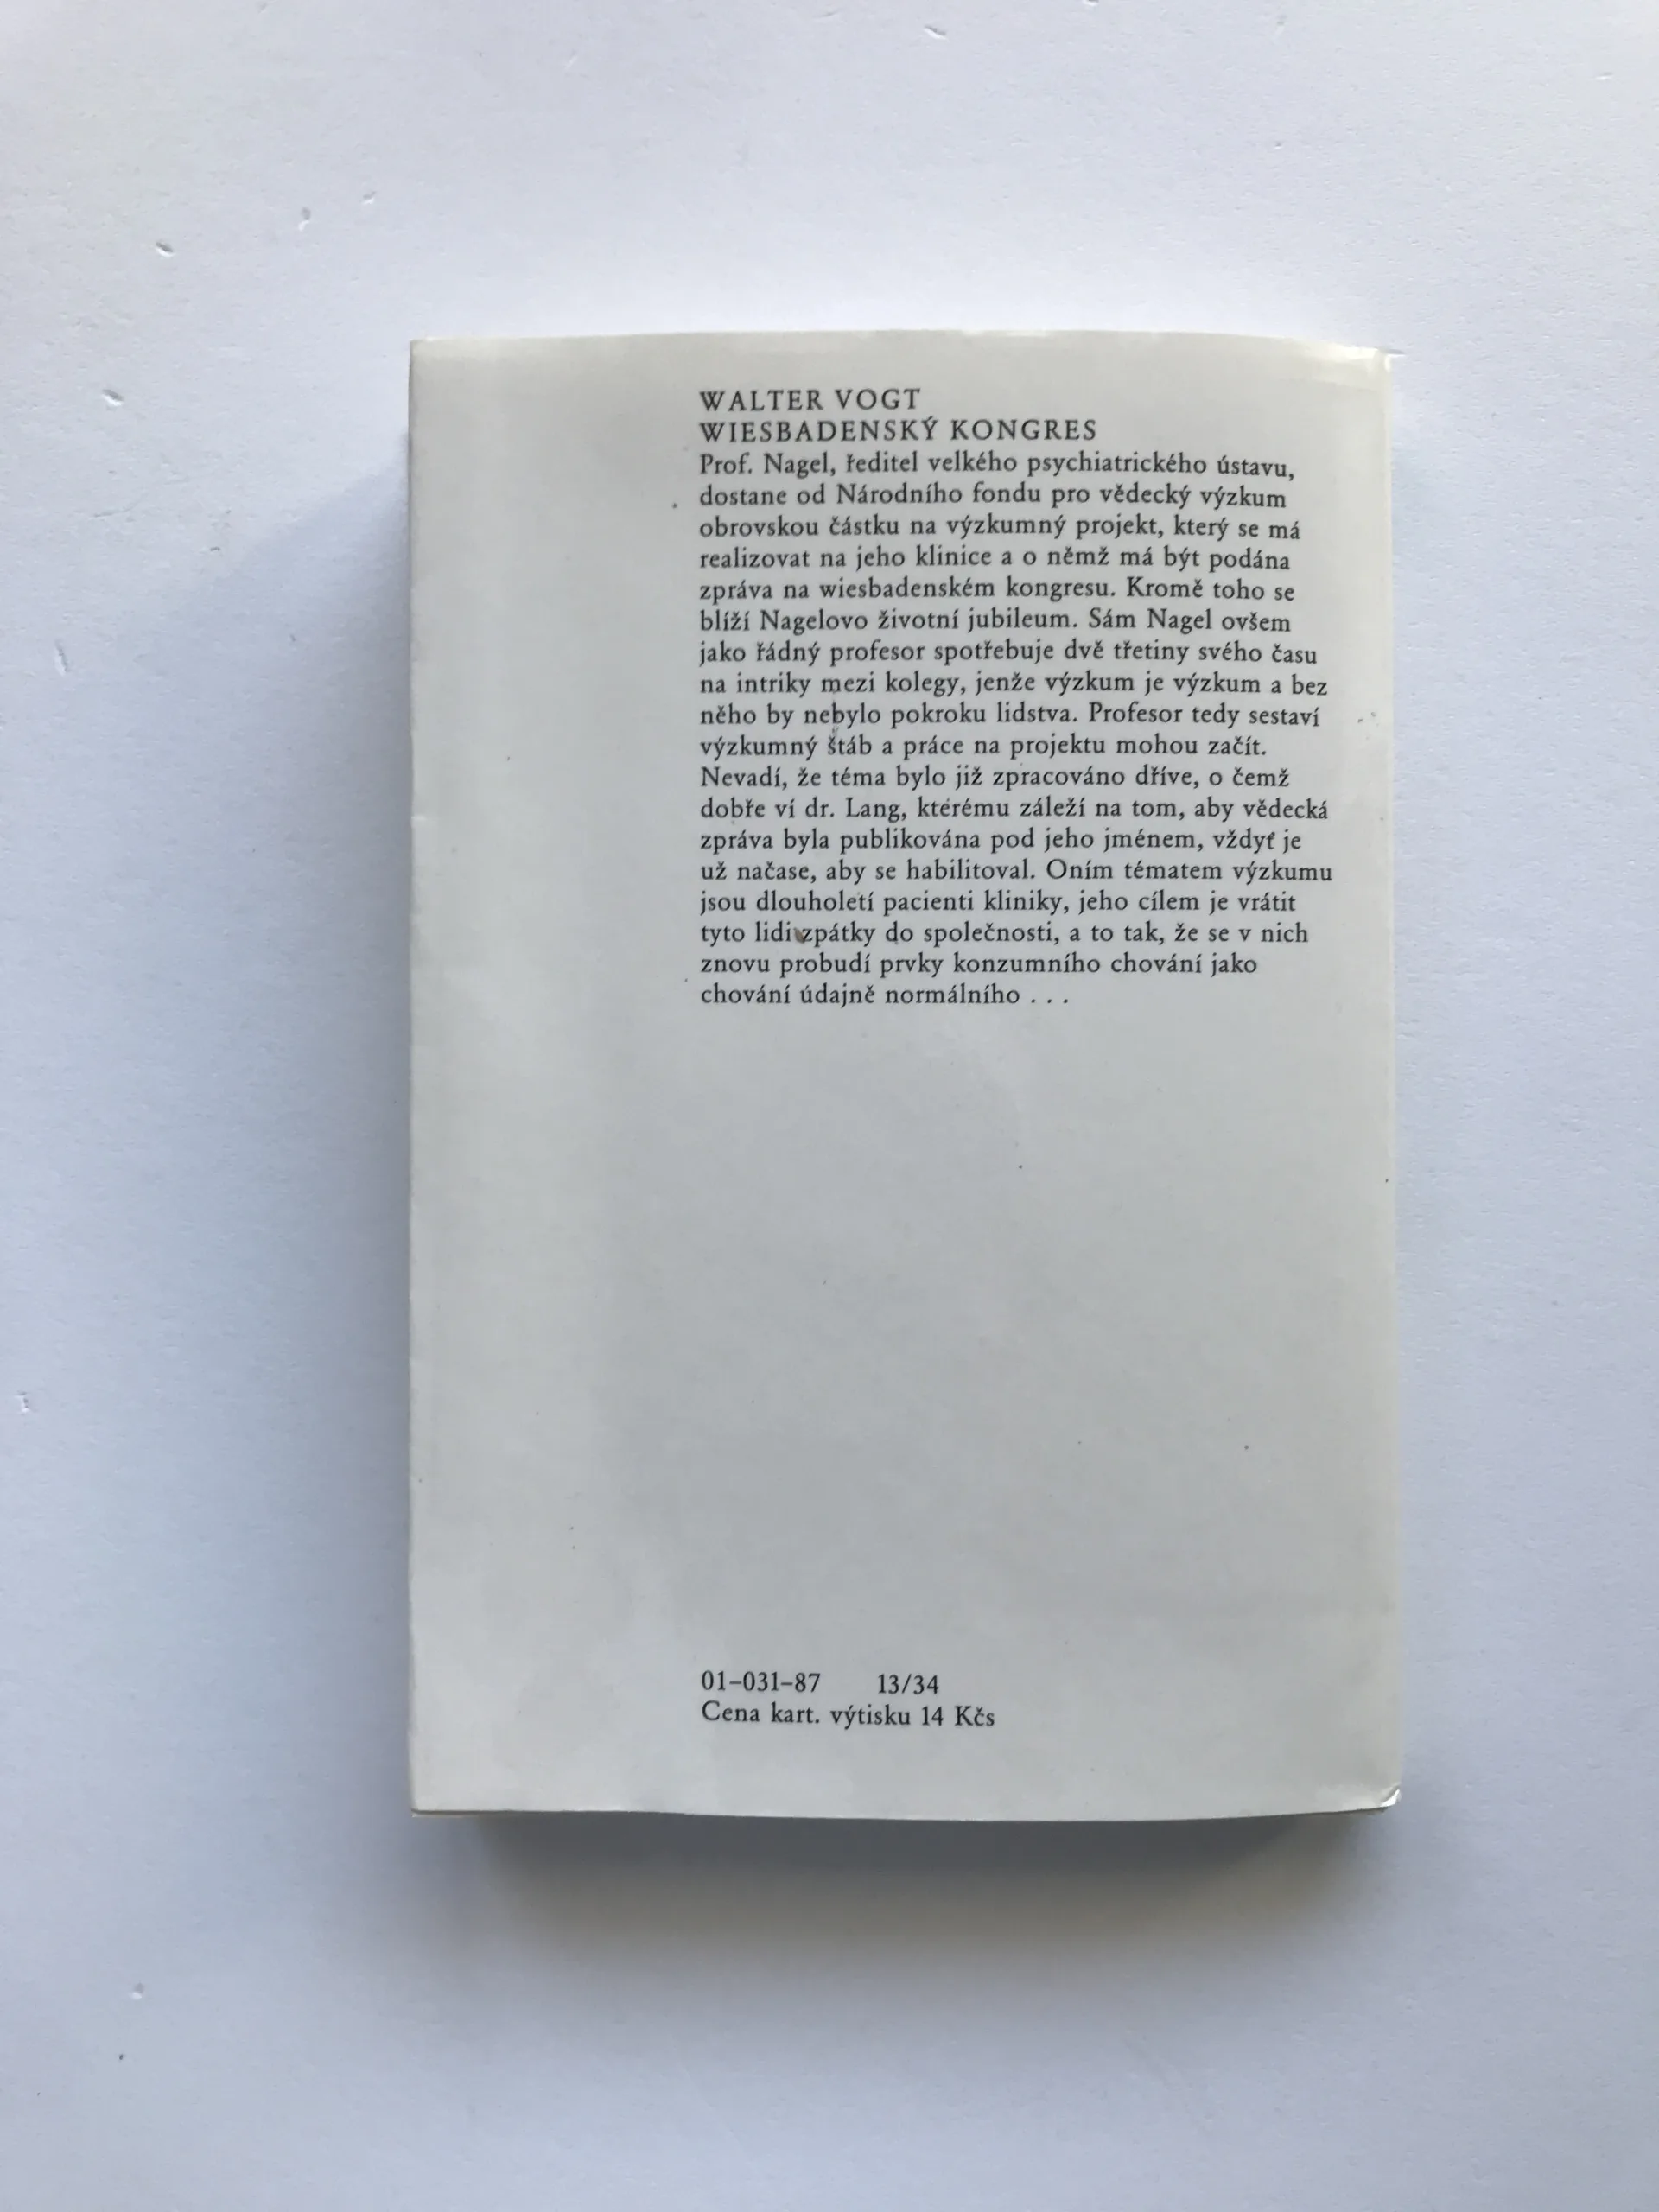 WALTER VOGT
WIESBADENSKÝ KONGRES
Prof. Nagel, ředitel velkého psychiatrického ústavu,
dostane od Národního fondu pro vědecký výzkum
obrovskou částku na výzkumný projekt, který se má
realizovat na jeho klinice a o němž má být podána
zpráva na wiesbadenském kongresu. Kromě toho se
blíží Nagelovo životní jubileum. Sám Nagel ovšem
jako řádný profesor spotřebuje dvě třetiny svého času
na intriky mezi kolegy, jenže výzkum je výzkum a bez
něho by nebylo pokroku lidstva. Profesor tedy sestaví
výzkumný štáb a práce na projektu mohou začít.
Nevadí, že téma bylo již zpracováno dříve, o čemž
dobře ví dr. Lang, kterému záleží na tom, aby vědecká
zpráva byla publikována pod jeho jménem, vždyť je
už načase, aby se habilitoval. Oním tématem výzkumu
jsou dlouholetí pacienti kliniky, jeho cílem je vrátit
tyto lidi zpátky do společnosti, a to tak, že se v nich
znovu probudí prvky konzumního chování jako
chování údajně normálního . . .
01–031–87 13/34
Cena kart. výtisku 14 Kčs